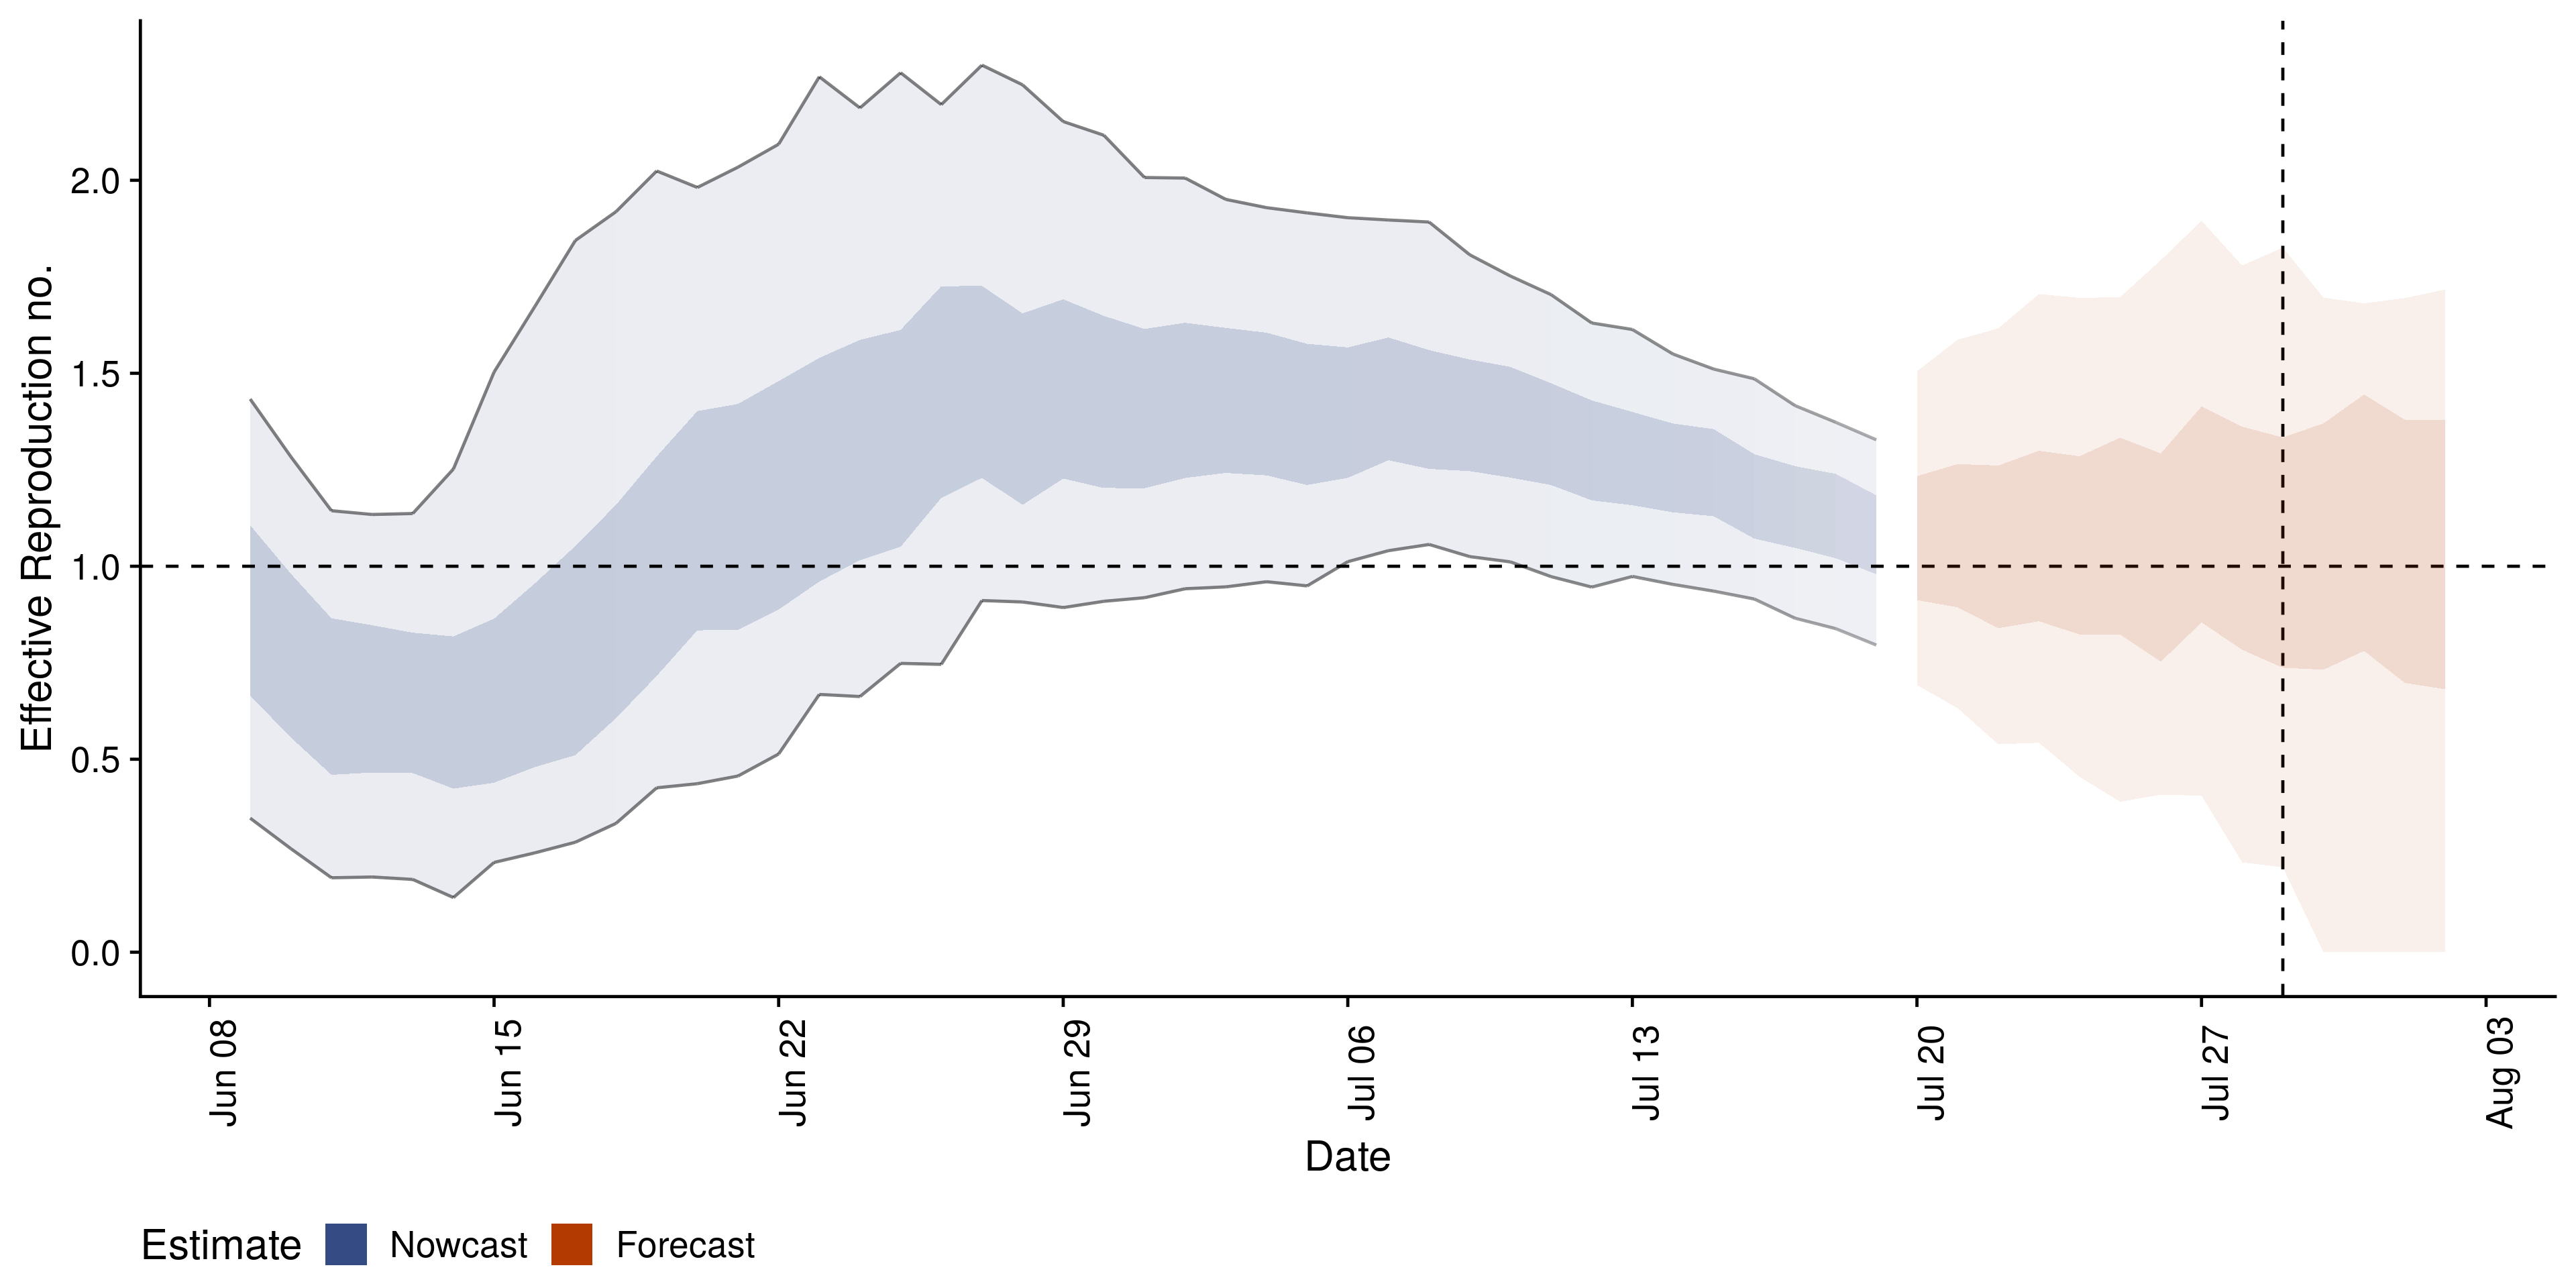 Effective Reproduction no.
2.0
1.5
1.0
0.5
0.0
Jun 08
Jun 15
Jun 22
Jun 29
Jul 06
Jul 13
Jul 20
Jul 27
Aug 03
Date
Estimate Nowcast Forecast